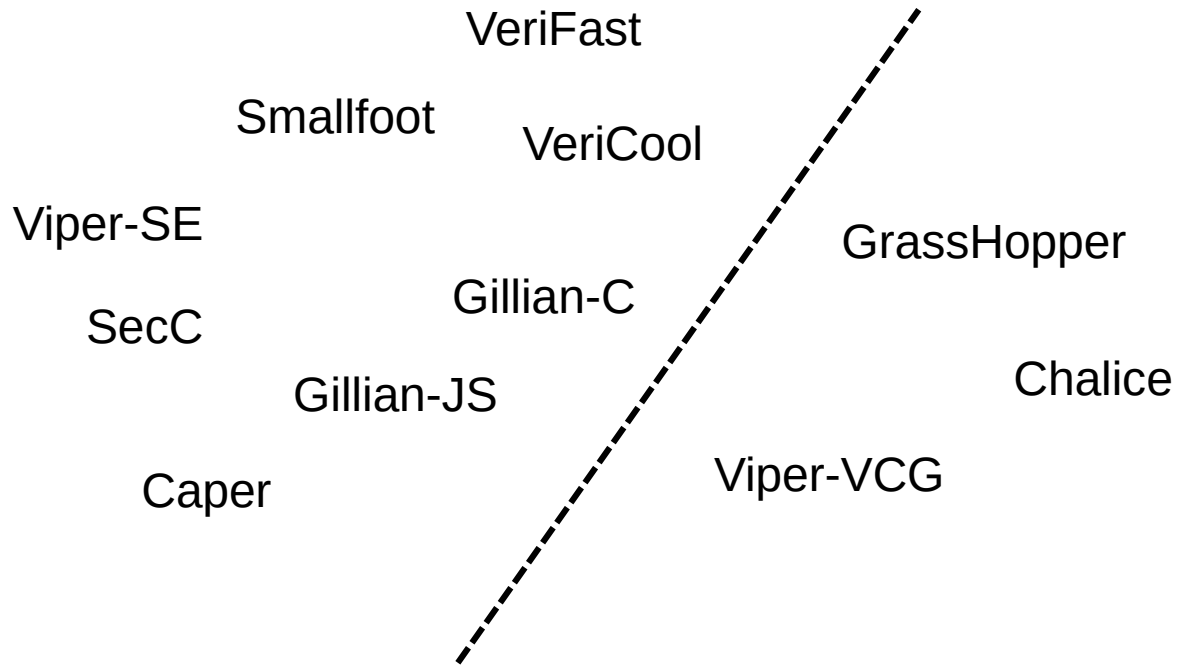 VeriFast
Smallfoot
VeriCool
Viper-SE
GrassHopper
Gillian-C
SecC
Chalice
Gillian-JS
Viper-VCG
Caper